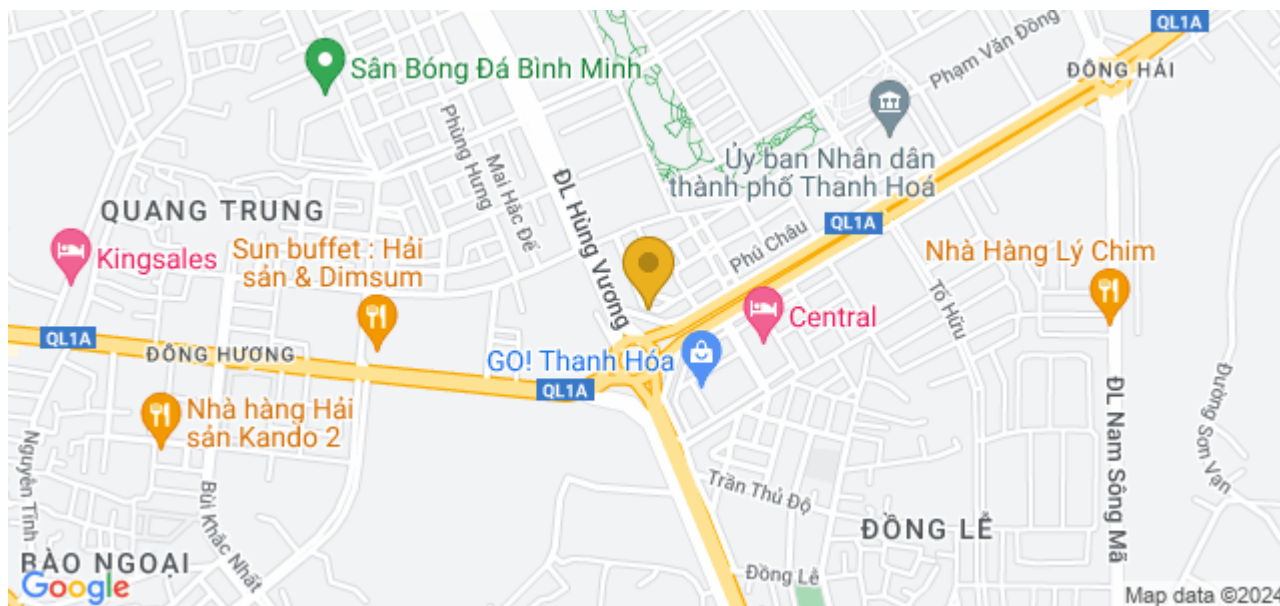 QL1A
ĐÔNG HẢI
Phạm Văn Đồng
Sân Bóng Đá Bình Minh
Phùng Hưng
Mai Hắc Đế
ĐL Hùng Vương
Ủy ban Nhân dân
thành phố Thanh Hoá
QUANG TRUNG
QL1A
Kingsales
Sun buffet : Hải
sản & Dimsum
Phú Châu
Nhà Hàng Lý Chim
Tố Hữu
Central
QL1A
ĐÔNG HƯƠNG
GO! Thanh Hóa
QL1A
Nhà hàng Hải
sản Kando 2
ĐL Nam Sông Mã
Đường Sơn Vạn
Nguyễn Tĩnh
Bùi Khắc Nhất
Trần Thủ Độ
ĐỒNG LỄ
BÀO NGOẠI
Đồng Lễ
Google
Map data ©2024